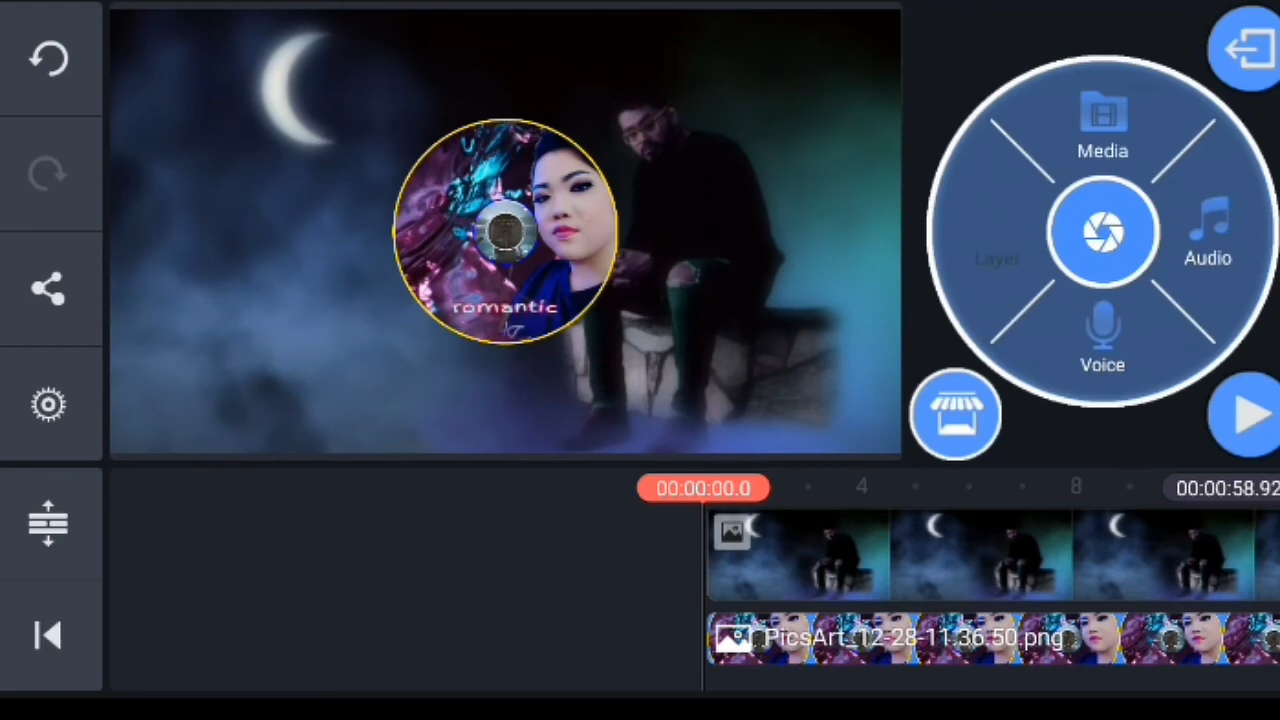 Media
Layer
Audio
Voice
romantic
00:00:00.0
4
8
00:00:58.92
PicsArt_12-28-11.36.50.png